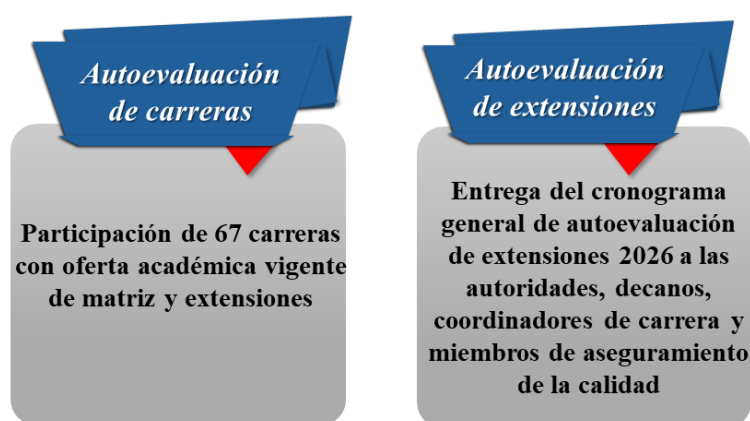 Autoevaluación
de carreras
Participación de 67 carreras
con oferta académica vigente
de matriz y extensiones
Autoevaluación
de extensiones
Entrega del cronograma
general de autoevaluación
de extensiones 2026 a las
autoridades, decanos,
coordinadores de carrera y
miembros de aseguramiento
de la calidad